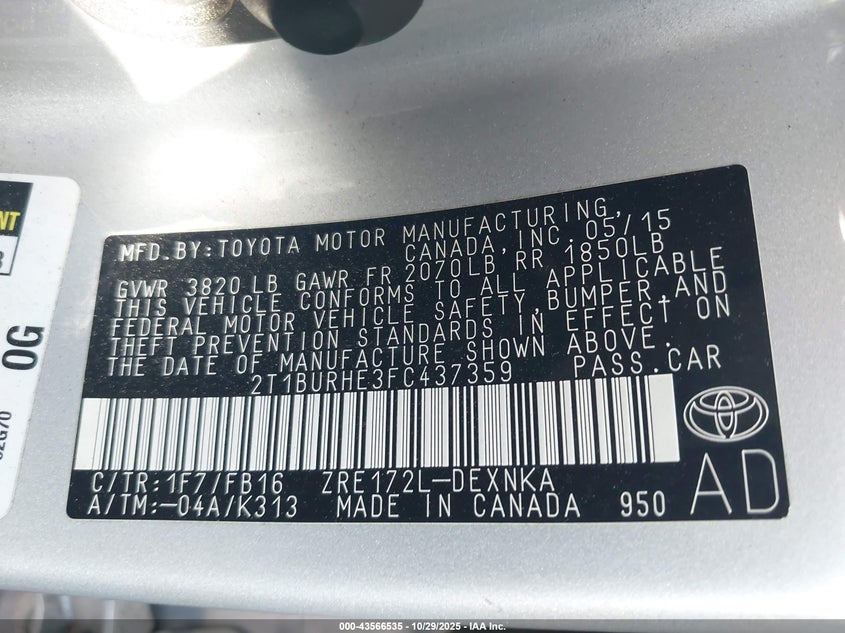 MFD.BY:TOYOTA MOTOR MANUFACTURING,
CANADA,INC. 05/15
GVWR 3820 LB GAWR FR 2070LB RR 1850LB
THIS VEHICLE CONFORMS TO ALL APPLICABLE
FEDERAL MOTOR VEHICLE SAFETY,BUMPER,AND
THEFT PREVENTION STANDARDS IN EFFECT ON
THE DATE OF MANUFACTURE SHOWN ABOVE.
2T1BURHE3FC437359 PASS.CAR
C/TR:1F7/FB16 ZRE172L-DEXNKA
A/TM:-04A/K313 MADE IN CANADA 950
AD
OG
000-43566535 - 10/29/2025 - IAA Inc.